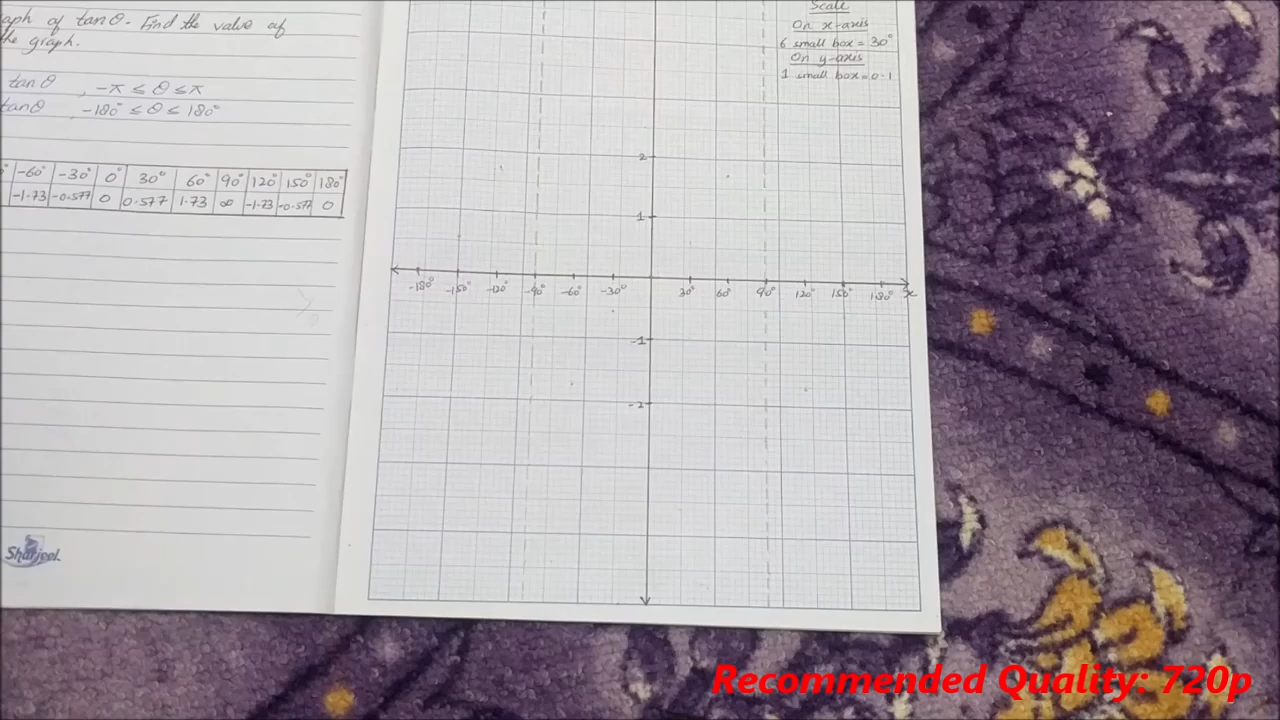 aph of tanθ. Find the value of
the graph.
tanθ , -π ≤ θ ≤ π
tanθ , -180° ≤ θ ≤ 180°
-60° -30° 0° 30° 60° 90° 120° 150° 180°
-1.73 -0.577 0 0.577 1.73 ∞ -1.73 -0.577 0
Sharjeel
Scale
On x-axis
6 small box = 30°
On y-axis
1 small box = 0.1
2
1
-180° -150° -120° -90° -60° -30° 30° 60° 90° 120° 150° 180° x
-1
-2
Recommended Quality: 720p